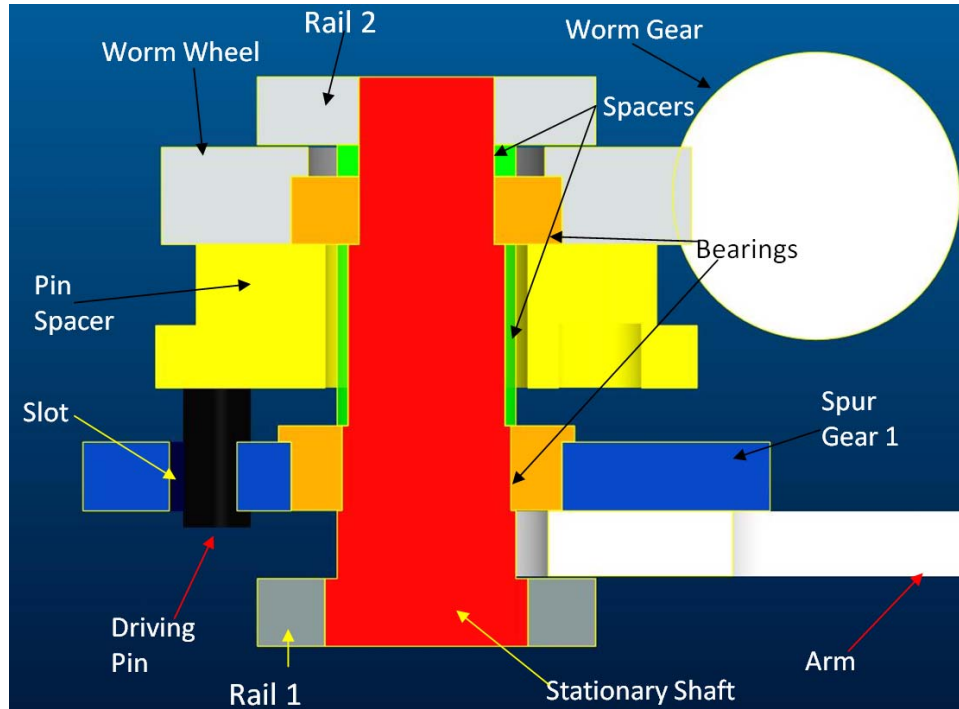 Rail 2
Worm Gear
Worm Wheel
Spacers
Bearings
Pin
Spacer
Slot
Spur
Gear 1
Driving
Pin
Arm
Rail 1
Stationary Shaft